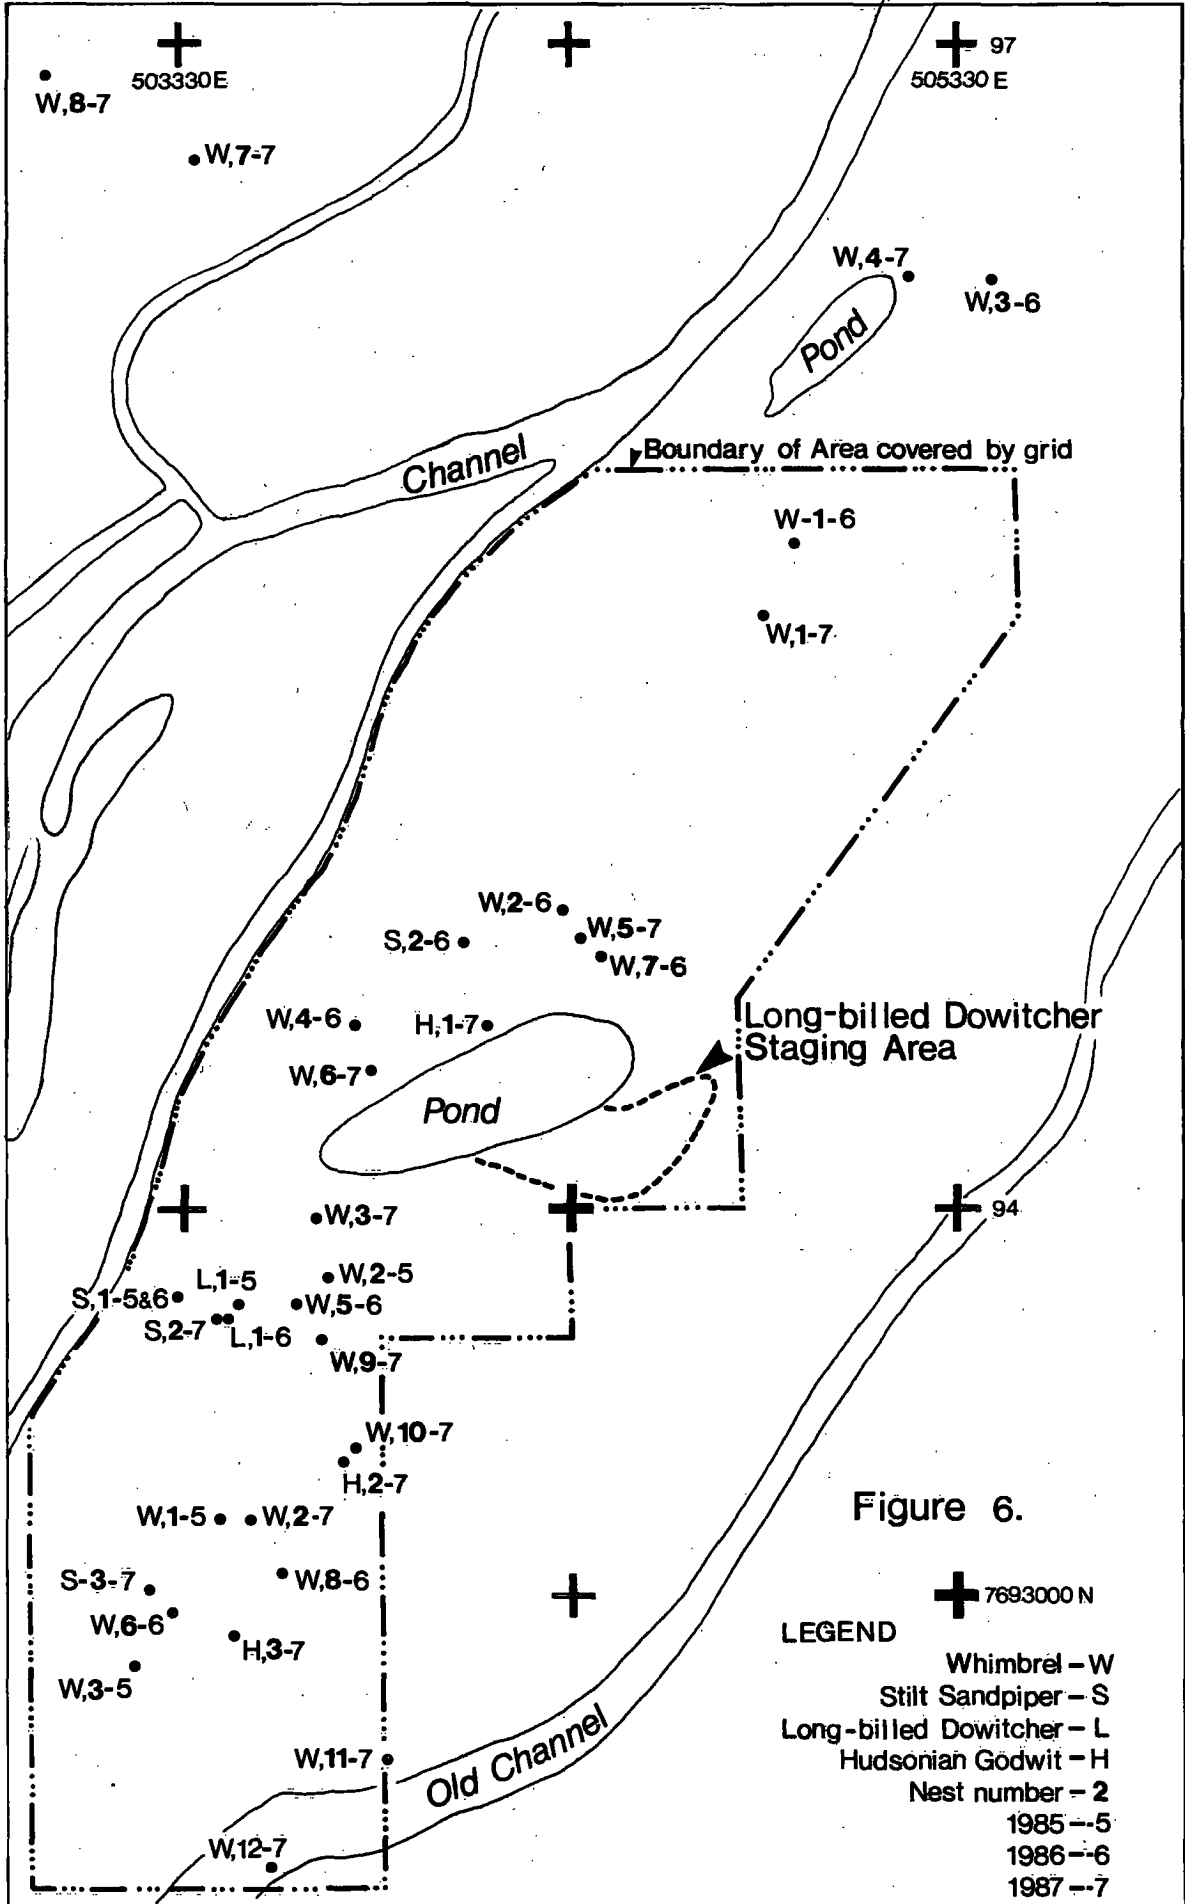 97
503330E
505330 E
W,8-7
W,7-7
W,4-7
W,3-6
Pond
Channel
Boundary of Area covered by grid
W-1-6
W,1-7
W,2-6
S,2-6
W,5-7
W,7-6
W,4-6
H,1-7
Long-billed Dowitcher
Staging Area
W,6-7
Pond
W,3-7
94
W,2-5
L,1-5
S,1-5&6
W,5-6
S,2-7
L,1-6
W,9-7
W,10-7
H,2-7
W,1-5
W,2-7
Figure 6.
W,8-6
S-3-7
W,6-6
7693000 N
H,3-7
W,3-5
LEGEND
Whimbrel – W
Stilt Sandpiper – S
Long-billed Dowitcher – L
Hudsonian Godwit – H
Nest number – 2
1985 – -5
1986 – -6
1987 – -7
W,11-7
Old Channel
W,12-7